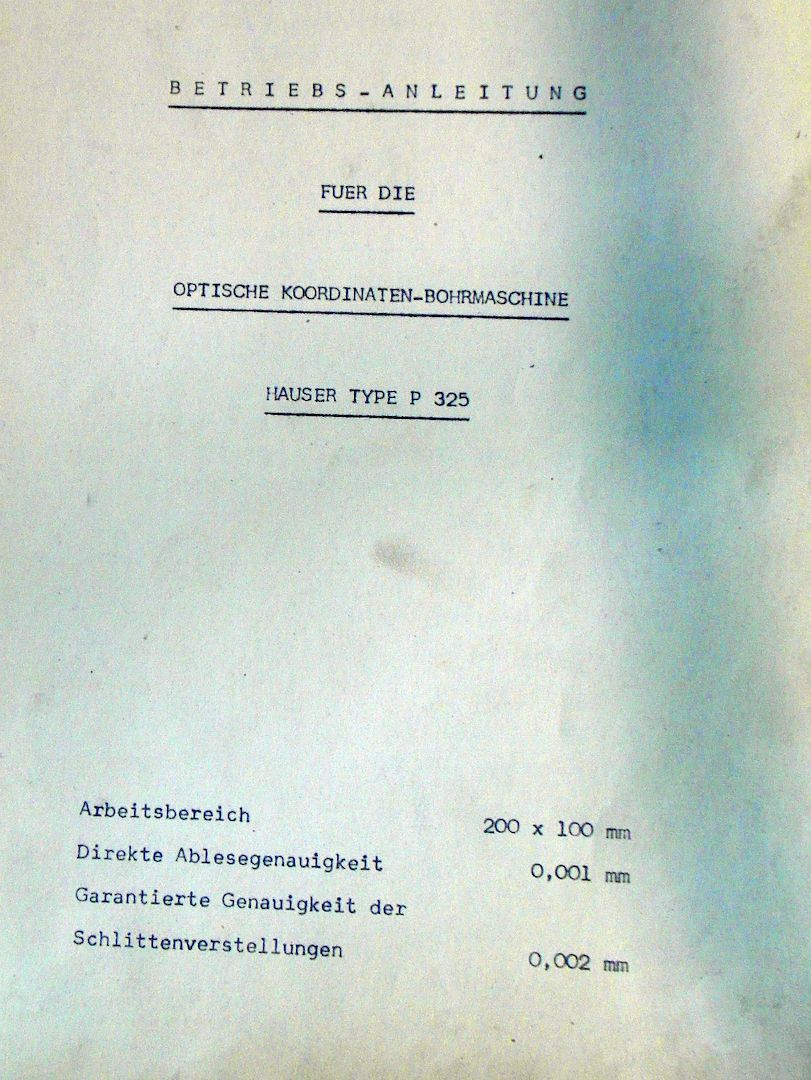 BETRIEBS-ANLEITUNG
FUER DIE
OPTISCHE KOORDINATEN-BOHRMASCHINE
HAUSER TYPE P 325
Arbeitsbereich 200 x 100 mm
Direkte Ablesegenauigkeit 0,001 mm
Garantierte Genauigkeit der
Schlittenverstellungen 0,002 mm